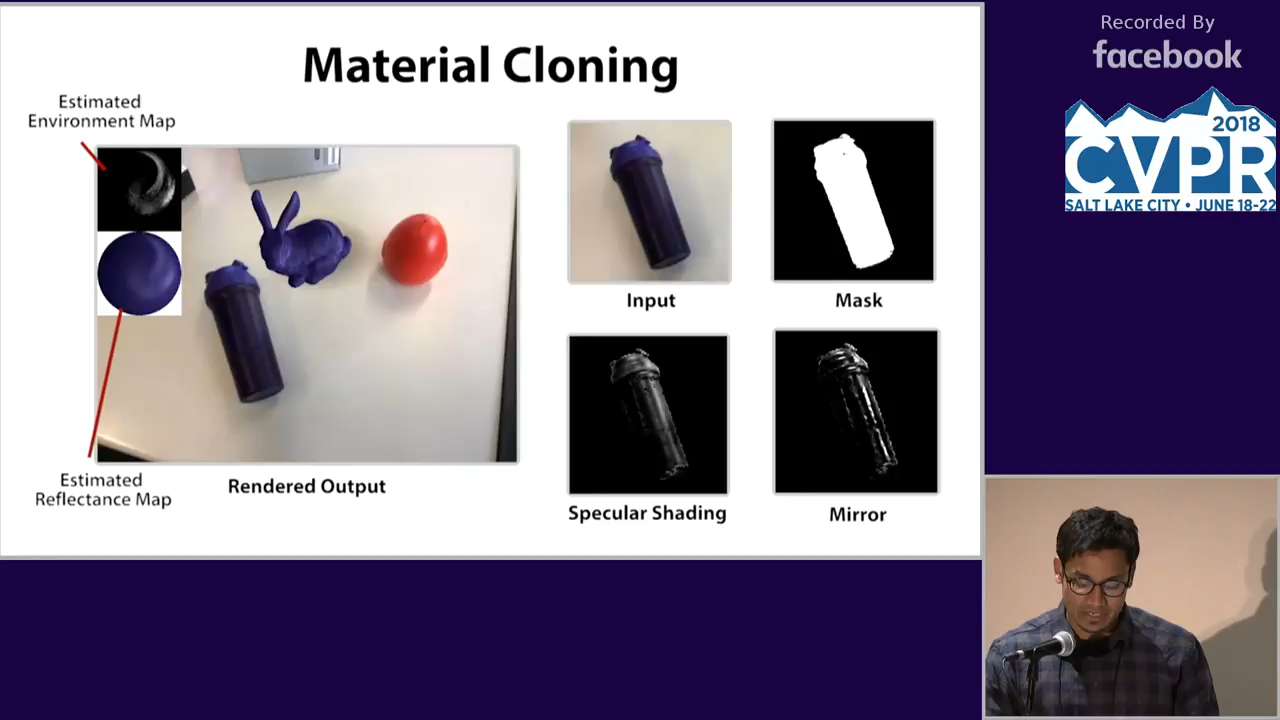 Material Cloning
Estimated
Environment Map
Estimated
Reflectance Map
Rendered Output
Input
Mask
Specular Shading
Mirror
Recorded By
facebook
2018
CVPR
SALT LAKE CITY • JUNE 18-22